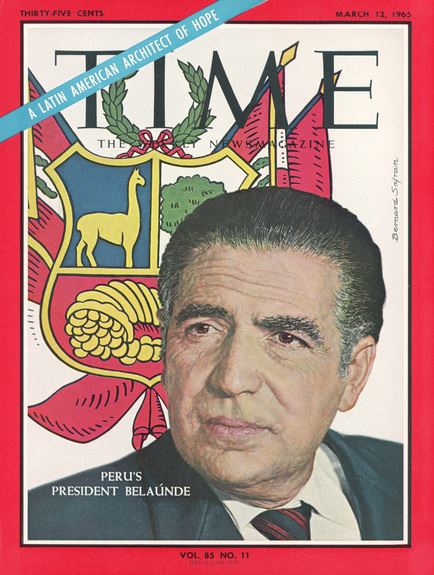 THIRTY-FIVE CENTS
MARCH 12, 1965
A LATIN AMERICAN ARCHITECT OF HOPE
TIME
THE WEEKLY NEWSMAGAZINE
Bernard Safran
PERU'S
PRESIDENT BELAÚNDE
VOL. 85 NO. 11